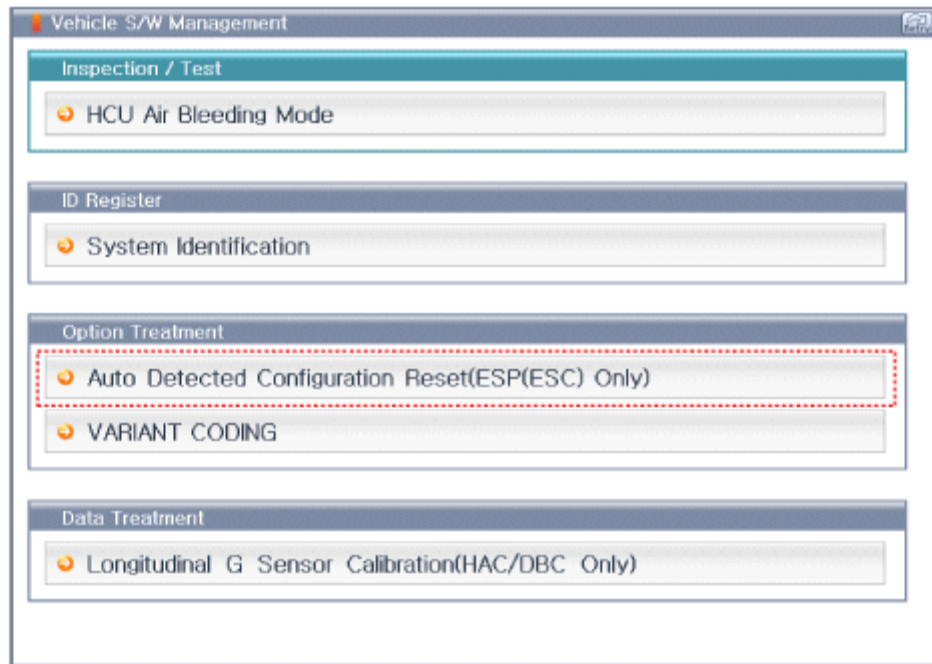 Vehicle S/W Management
Inspection / Test
HCU Air Bleeding Mode
ID Register
System Identification
Option Treatment
Auto Detected Configuration Reset(ESP(ESC) Only)
VARIANT CODING
Data Treatment
Longitudinal G Sensor Calibration(HAC/DBC Only)